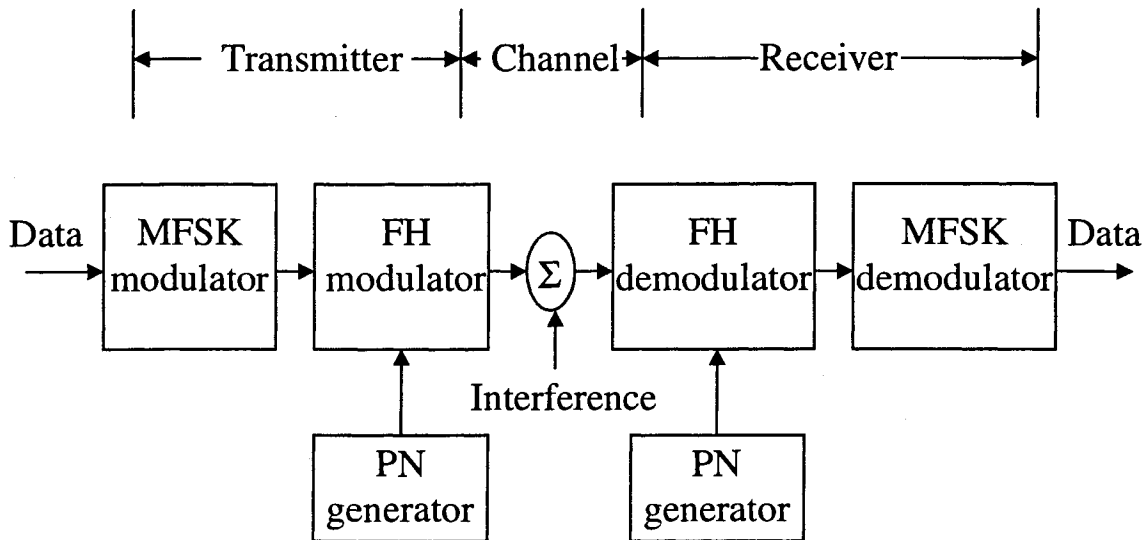 Transmitter
Channel
Receiver
Data
MFSK
modulator
FH
modulator
Σ
FH
demodulator
MFSK
demodulator
Data
Interference
PN
generator
PN
generator